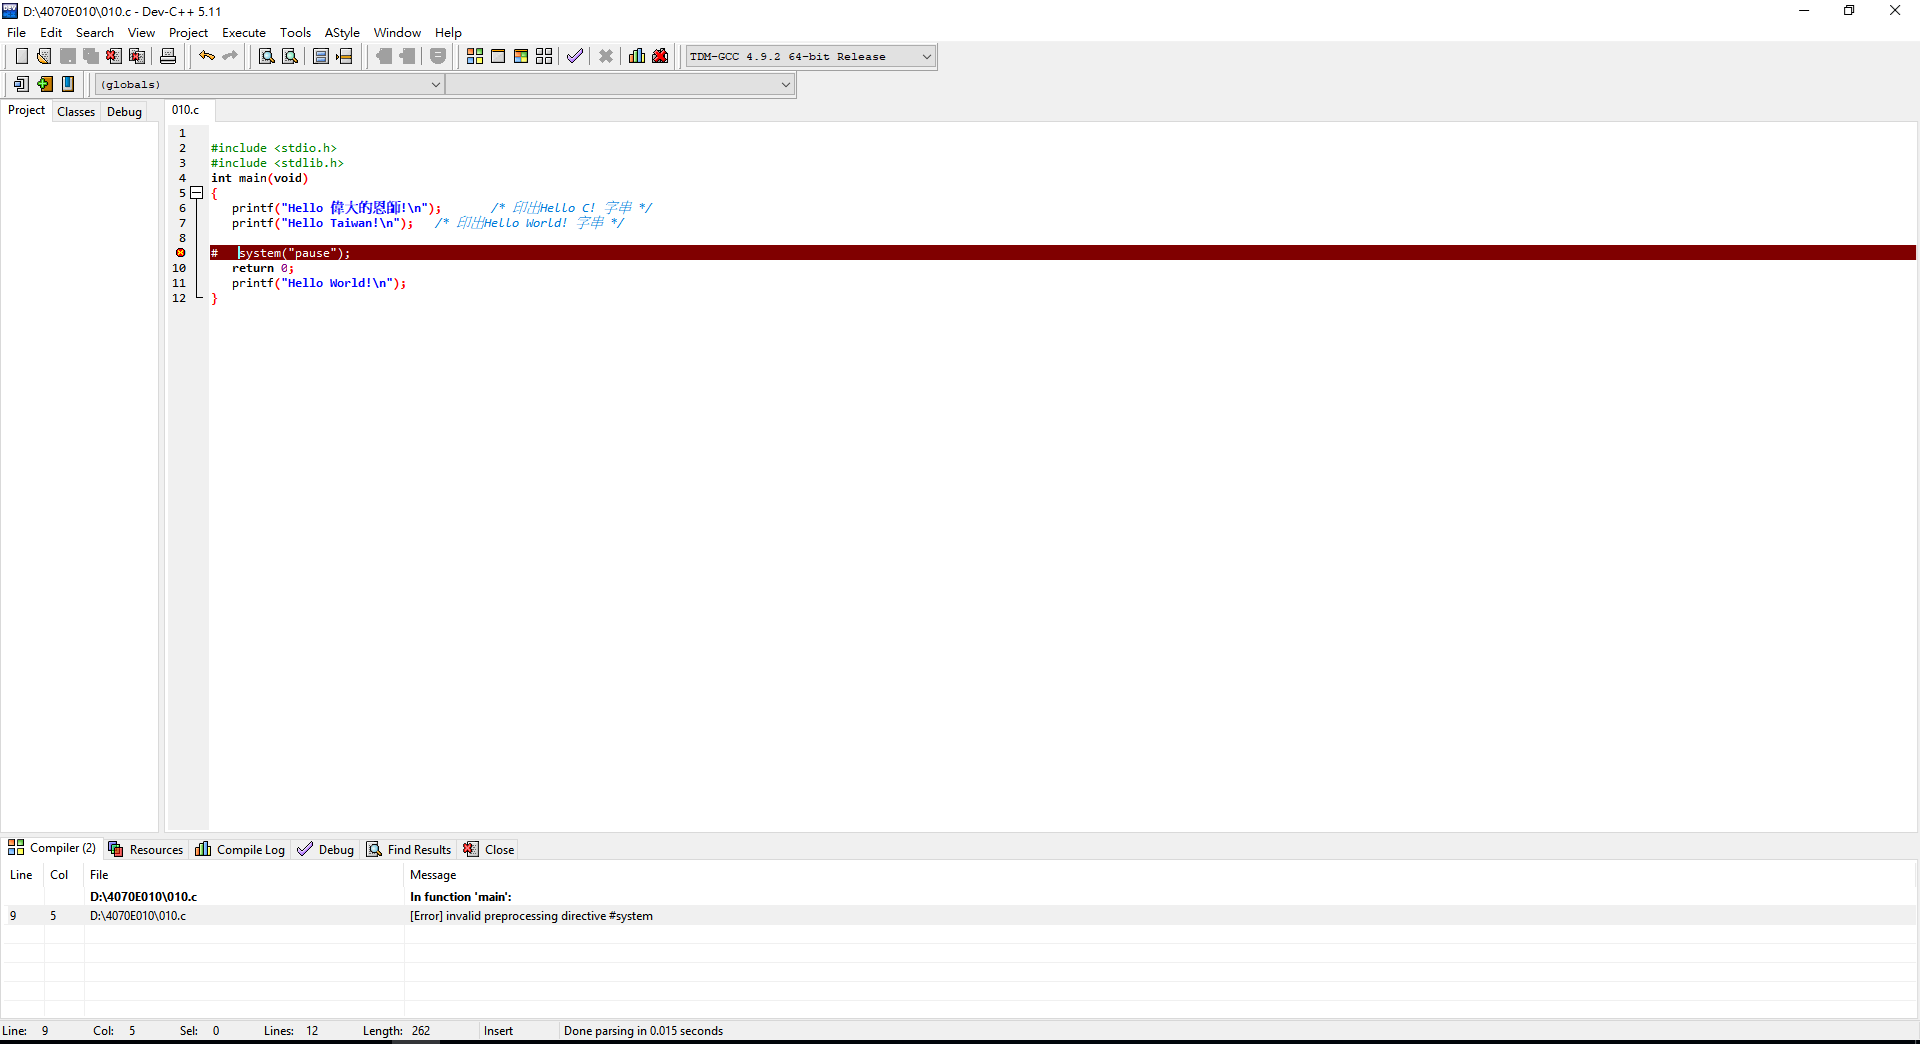 D:\4070E010\010.c - Dev-C++ 5.11
File Edit Search View Project Execute Tools AStyle Window Help
TDM-GCC 4.9.2 64-bit Release
(globals)
Project Classes Debug
010.c
1
2 #include <stdio.h>
3 #include <stdlib.h>
4 int main(void)
5 {
6 printf("Hello 偉大的恩師!\n"); /* 印出Hello C! 字串 */
7 printf("Hello Taiwan!\n"); /* 印出Hello World! 字串 */
8
# system("pause");
10 return 0;
11 printf("Hello World!\n");
12 }
Compiler (2) Resources Compile Log Debug Find Results Close
Line Col File Message
D:\4070E010\010.c In function 'main':
9 5 D:\4070E010\010.c [Error] invalid preprocessing directive #system
Line: 9 Col: 5 Sel: 0 Lines: 12 Length: 262 Insert Done parsing in 0.015 seconds